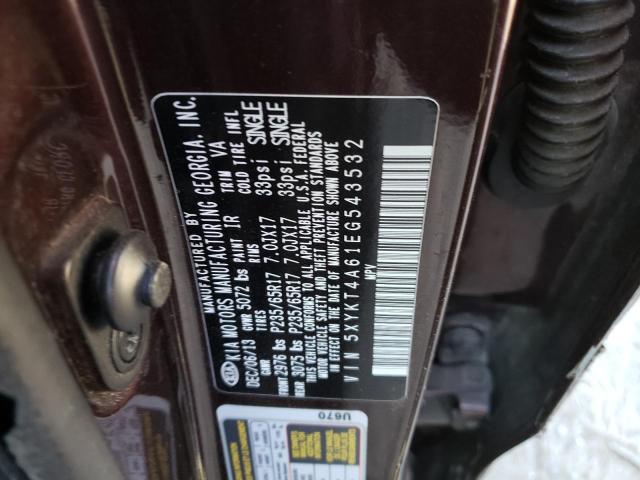 MANUFACTURED BY
KIA MOTORS MANUFACTURING GEORGIA, INC.
DEC/06/13 GVWR 5072 lbs PAINT IR TRIM VA
GAWR TIRES RIMS COLD TIRE INFL
FRONT 2976 lbs P235/65R17 7.0JX17 33psi SINGLE
REAR 3075 lbs P235/65R17 7.0JX17 33psi SINGLE
THIS VEHICLE CONFORMS TO ALL APPLICABLE U.S.A. FEDERAL
MOTOR VEHICLE SAFETY AND THEFT PREVENTION STANDARDS
IN EFFECT ON THE DATE OF MANUFACTURE SHOWN ABOVE
VIN 5XYKT4A61EG543532
MPV
KIA
U670